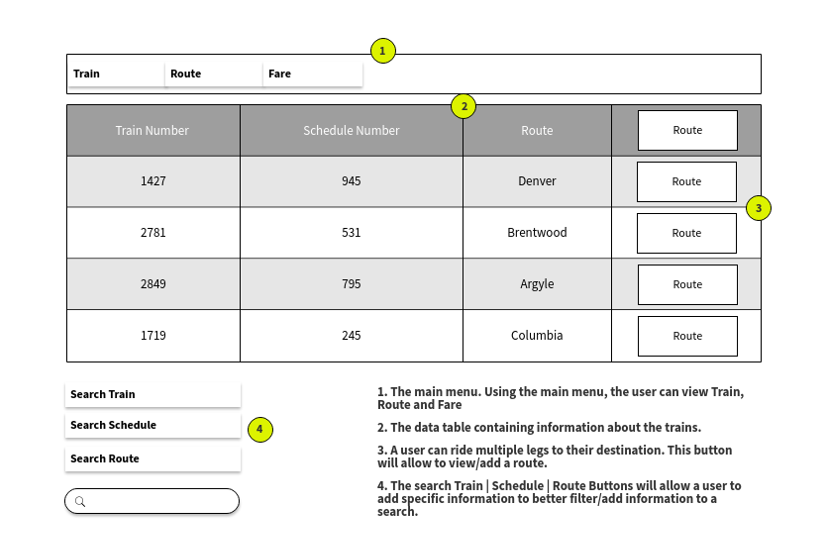 1
Train Route Fare
2
Train Number Schedule Number Route Route
1427 945 Denver Route
3
2781 531 Brentwood Route
2849 795 Argyle Route
1719 245 Columbia Route
Search Train
Search Schedule
4
Search Route
1. The main menu. Using the main menu, the user can view Train,
Route and Fare
2. The data table containing information about the trains.
3. A user can ride multiple legs to their destination. This button
will allow to view/add a route.
4. The search Train | Schedule | Route Buttons will allow a user to
add specific information to better filter/add information to a
search.